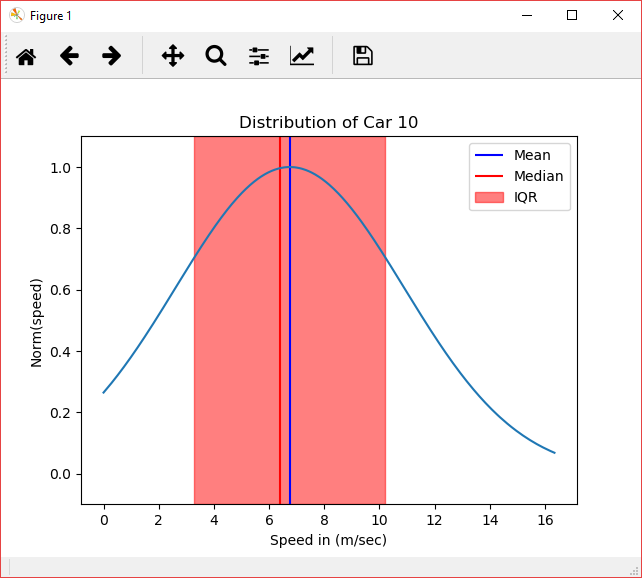 Figure 1
Distribution of Car 10
Mean
Median
IQR
1.0
0.8
0.6
0.4
0.2
0.0
Norm(speed)
0 2 4 6 8 10 12 14 16
Speed in (m/sec)